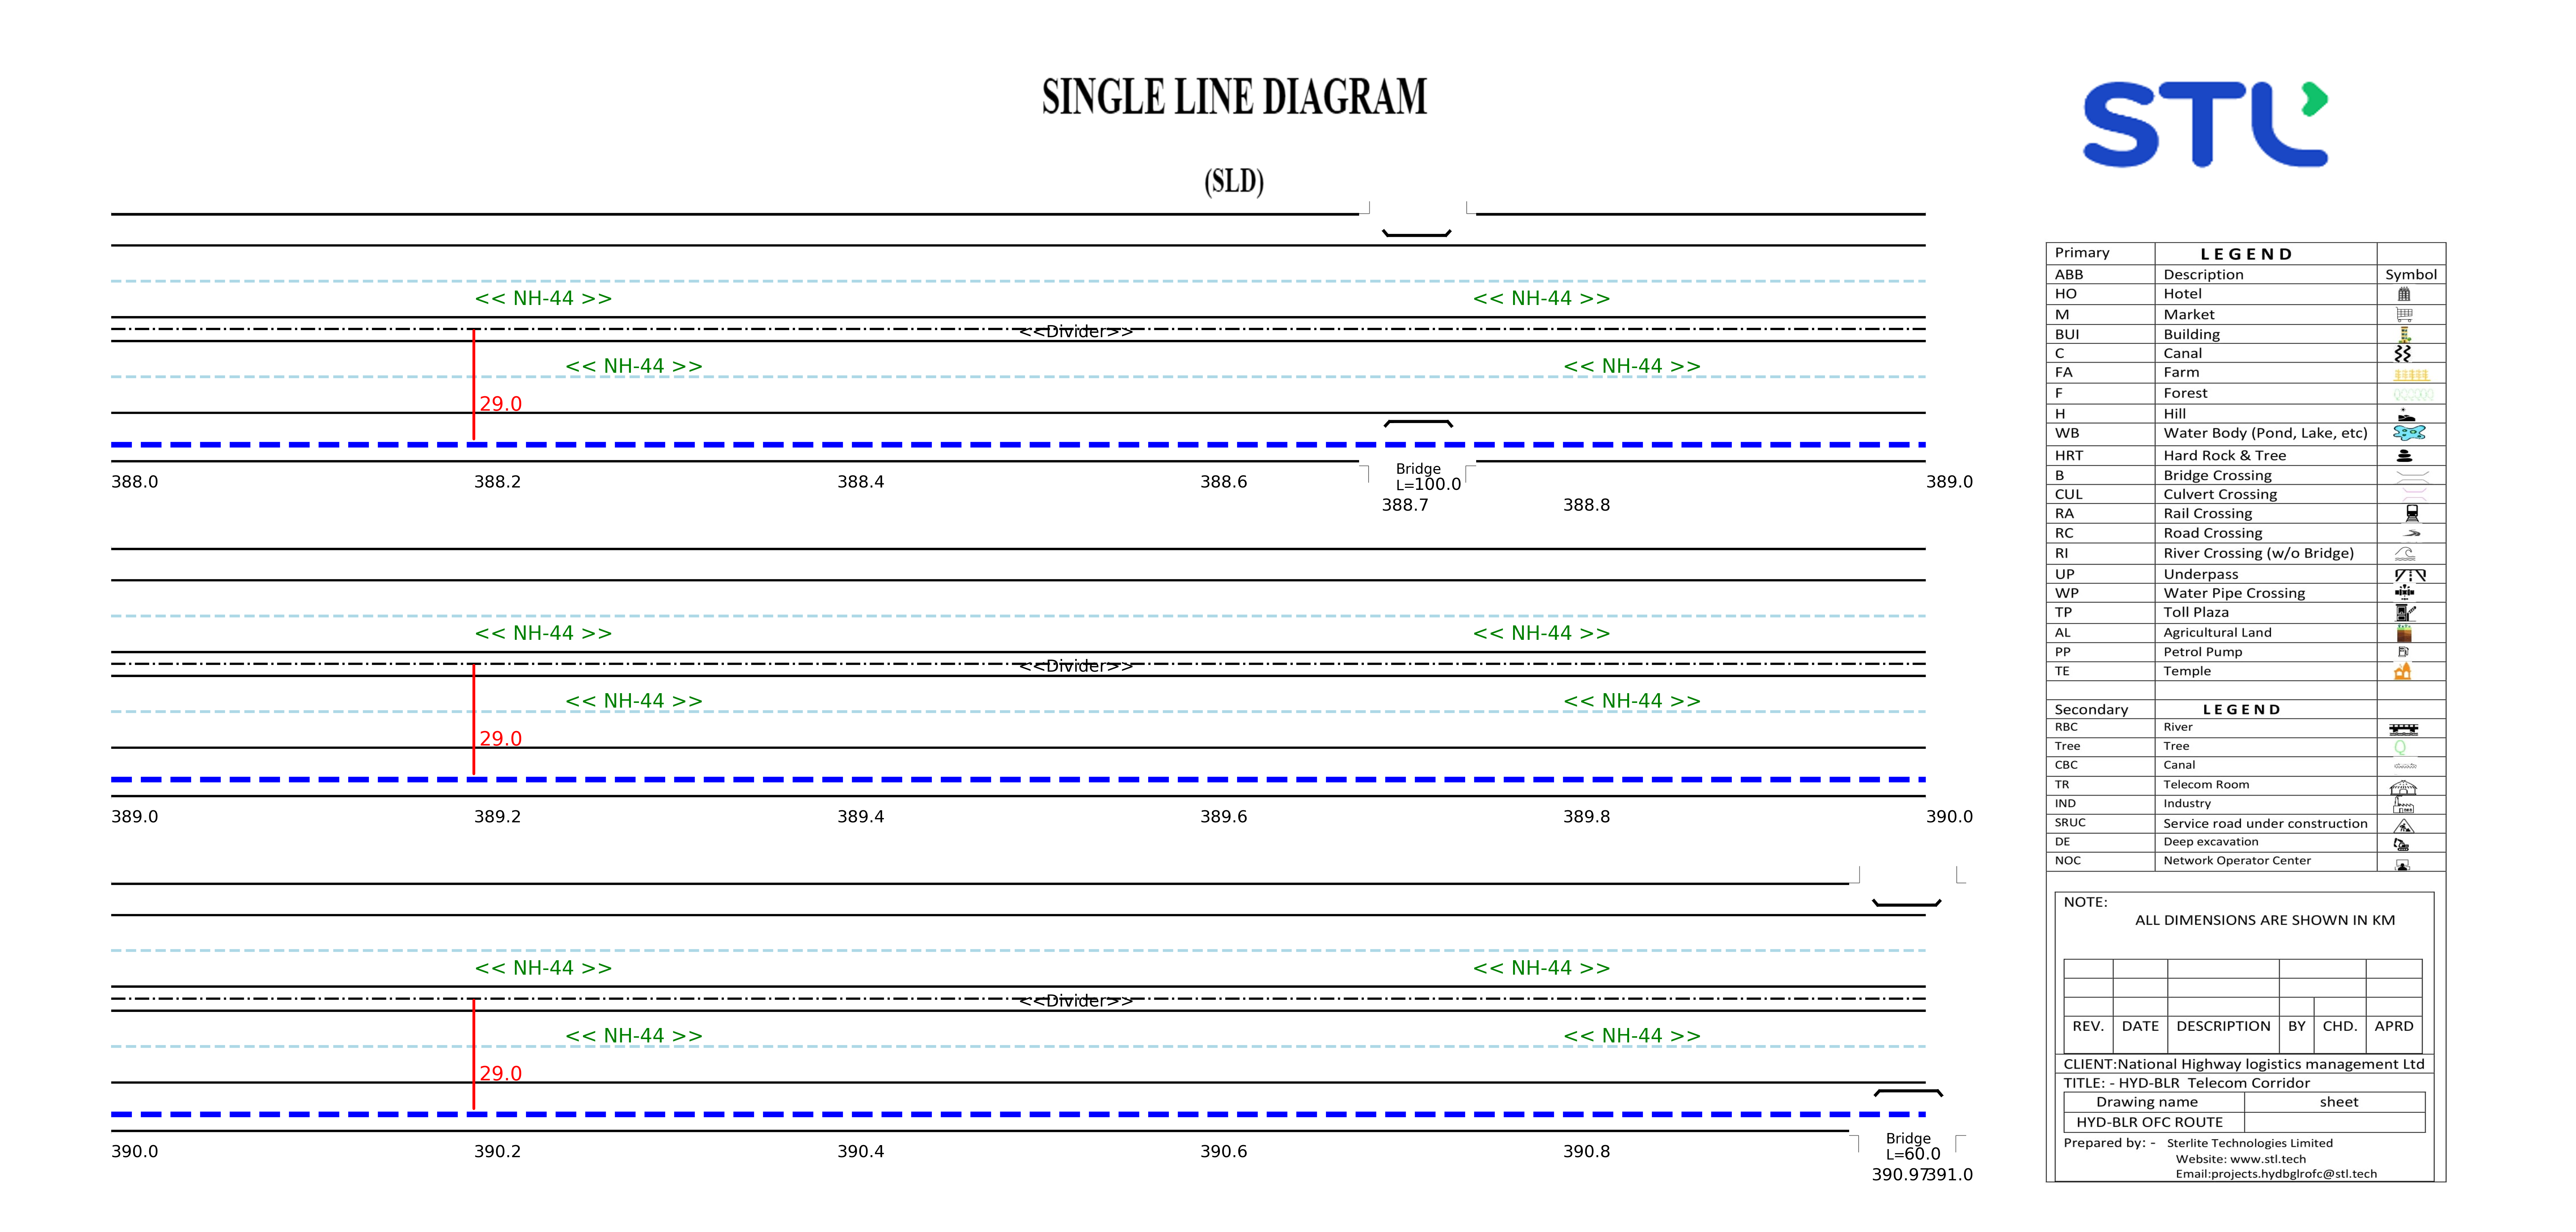 SINGLE LINE DIAGRAM
(SLD)
STL
<< NH-44 >> << NH-44 >>
<<Divider>>
<< NH-44 >> << NH-44 >>
29.0
Bridge
L=100.0
388.0 388.2 388.4 388.6 389.0
388.7 388.8
<< NH-44 >> << NH-44 >>
<<Divider>>
<< NH-44 >> << NH-44 >>
29.0
389.0 389.2 389.4 389.6 389.8 390.0
<< NH-44 >> << NH-44 >>
<<Divider>>
<< NH-44 >> << NH-44 >>
29.0
Bridge
L=60.0
390.0 390.2 390.4 390.6 390.8
390.97 391.0
Primary LEGEND
ABB Description Symbol
HO Hotel
M Market
BUI Building
C Canal
FA Farm
F Forest
H Hill
WB Water Body (Pond, Lake, etc)
HRT Hard Rock & Tree
B Bridge Crossing
CUL Culvert Crossing
RA Rail Crossing
RC Road Crossing
RI River Crossing (w/o Bridge)
UP Underpass
WP Water Pipe Crossing
TP Toll Plaza
AL Agricultural Land
PP Petrol Pump
TE Temple
Secondary LEGEND
RBC River
Tree Tree
CBC Canal
TR Telecom Room
IND Industry
SRUC Service road under construction
DE Deep excavation
NOC Network Operator Center
NOTE:
ALL DIMENSIONS ARE SHOWN IN KM
REV. DATE DESCRIPTION BY CHD. APRD
CLIENT:National Highway logistics management Ltd
TITLE: - HYD-BLR Telecom Corridor
Drawing name sheet
HYD-BLR OFC ROUTE
Prepared by: - Sterlite Technologies Limited
Website: www.stl.tech
Email:projects.hydbglrofc@stl.tech